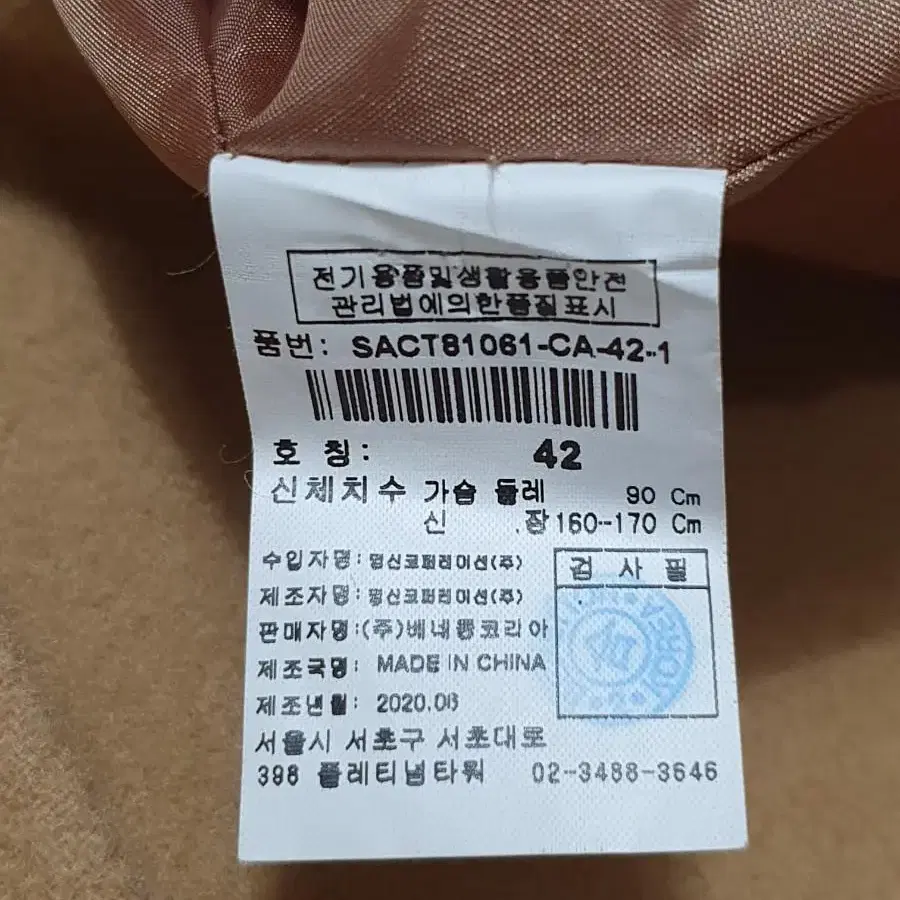 전기용품및생활용품안전
관리법에의한품질표시
품번: SACT81061-CA-42-1
호 칭: 42
신체치수 가슴 둘레 90 Cm
신 장 160--170 Cm
수입자명: 명신코퍼레이션(주)
제조자명: 명신코퍼레이션(주)
판매자명:(주)베네통코리아
제조국명: MADE IN CHINA
제조년월: 2020.06
검 사 필
서울시 서초구 서초대로
398 플레티넘타워 02-3488-3646